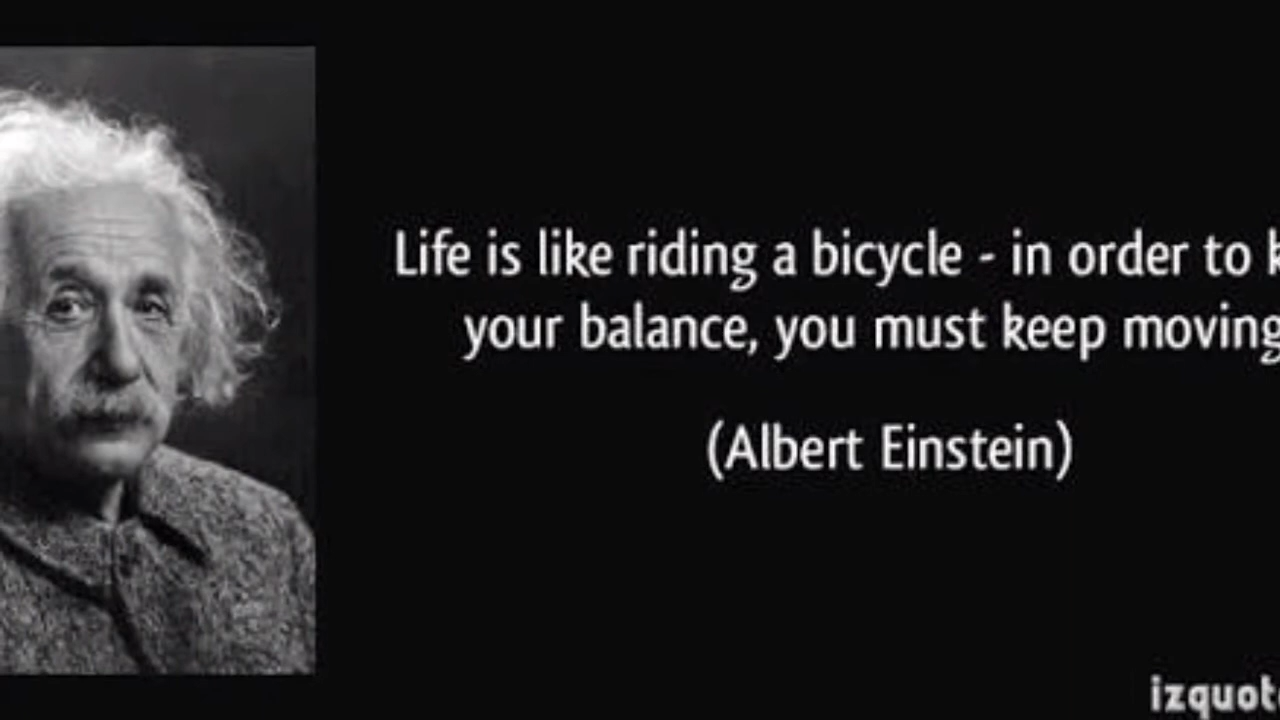 Life is like riding a bicycle - in order to
your balance, you must keep moving
(Albert Einstein)